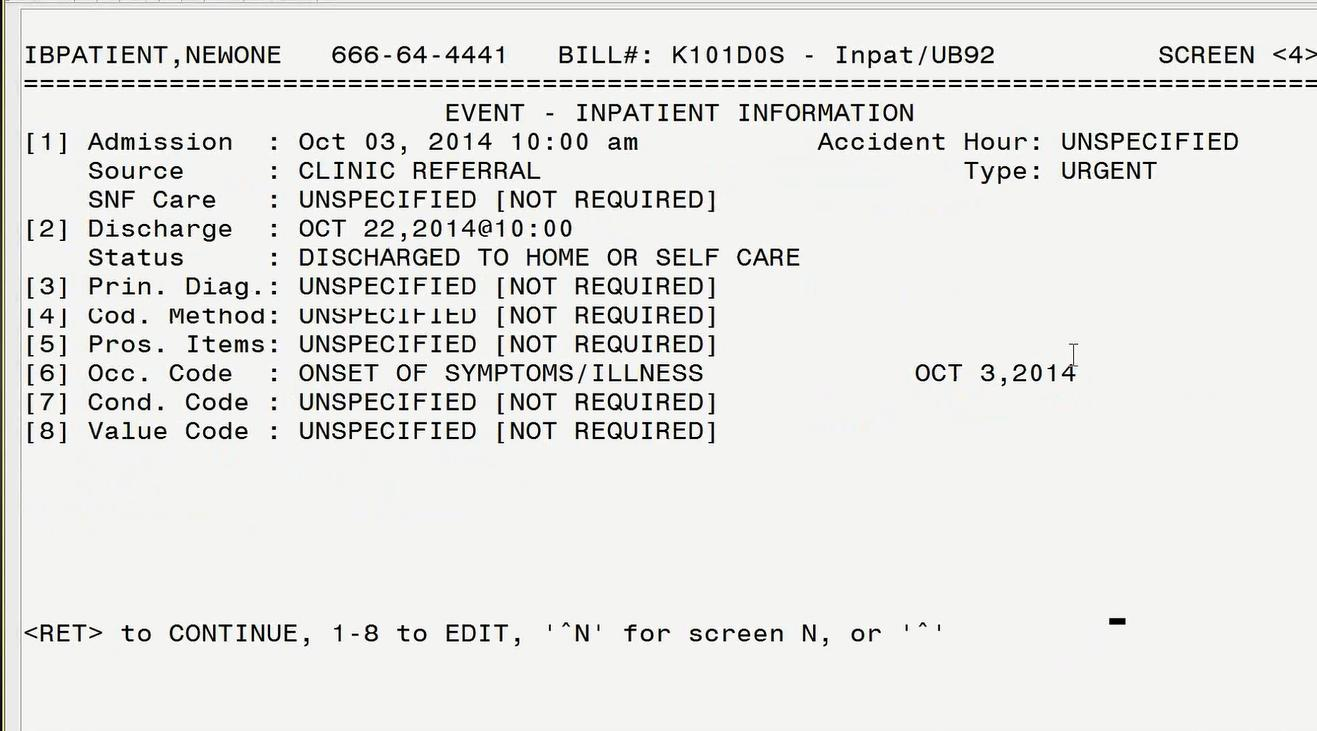 IBPATIENT,NEWONE   666-64-4441   BILL#: K101D0S - Inpat/UB92          SCREEN <4>
================================================================================
                          EVENT - INPATIENT INFORMATION
[1] Admission  : Oct 03, 2014 10:00 am           Accident Hour: UNSPECIFIED
    Source     : CLINIC REFERRAL                          Type: URGENT
    SNF Care   : UNSPECIFIED [NOT REQUIRED]
[2] Discharge  : OCT 22,2014@10:00
    Status     : DISCHARGED TO HOME OR SELF CARE
[3] Prin. Diag.: UNSPECIFIED [NOT REQUIRED]
[4] Cod. Method: UNSPECIFIED [NOT REQUIRED]
[5] Pros. Items: UNSPECIFIED [NOT REQUIRED]
[6] Occ. Code  : ONSET OF SYMPTOMS/ILLNESS             OCT 3,2014
[7] Cond. Code : UNSPECIFIED [NOT REQUIRED]
[8] Value Code : UNSPECIFIED [NOT REQUIRED]
<RET> to CONTINUE, 1-8 to EDIT, '^N' for screen N, or '^'